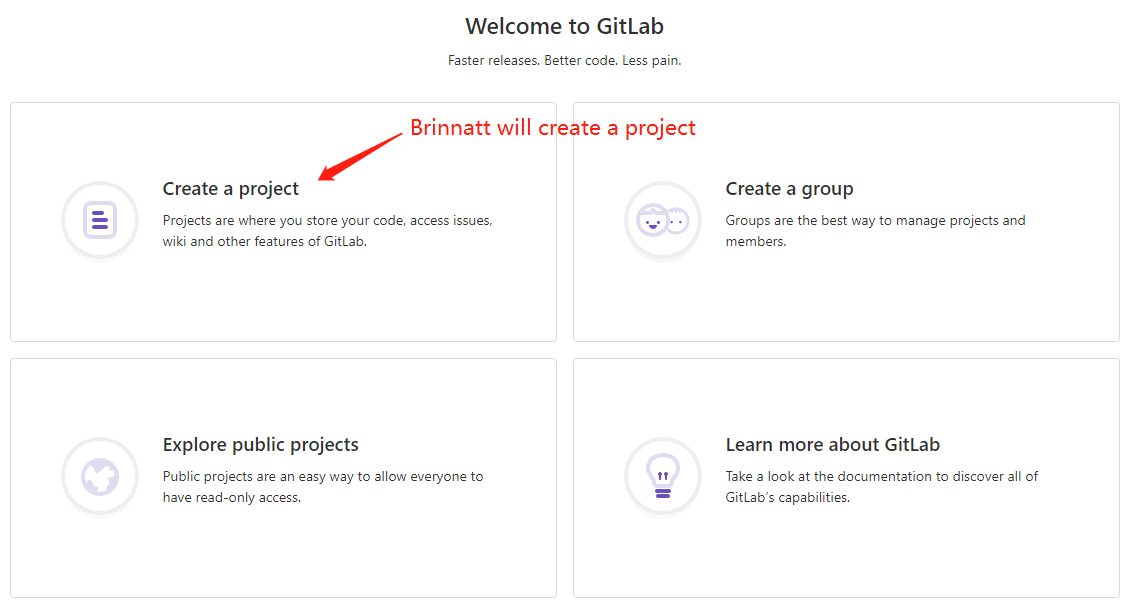 Welcome to GitLab
Faster releases. Better code. Less pain.
Brinnatt will create a project
Create a project
Projects are where you store your code, access issues,
wiki and other features of GitLab.
Create a group
Groups are the best way to manage projects and
members.
Explore public projects
Public projects are an easy way to allow everyone to
have read-only access.
Learn more about GitLab
Take a look at the documentation to discover all of
GitLab’s capabilities.